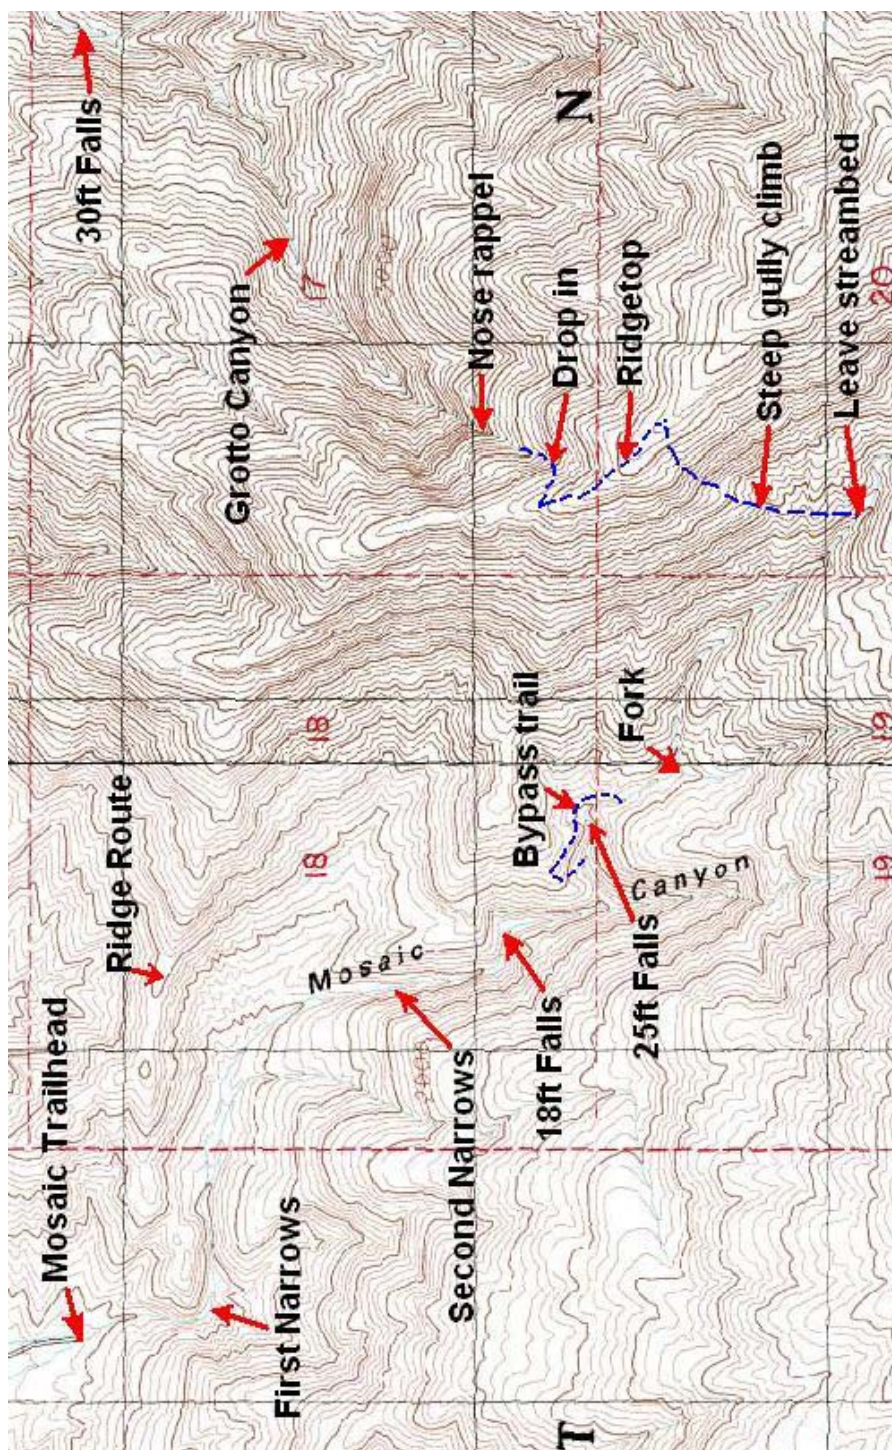 Mosaic Trailhead
30ft Falls
Ridge Route
Grotto Canyon
First Narrows
18
18
17
Mosaic
Canyon
Second Narrows
Nose rappel
Bypass trail
18ft Falls
Drop in
T
N
Fork
Ridgetop
25ft Falls
Steep gully climb
Leave streambed
19
19
20